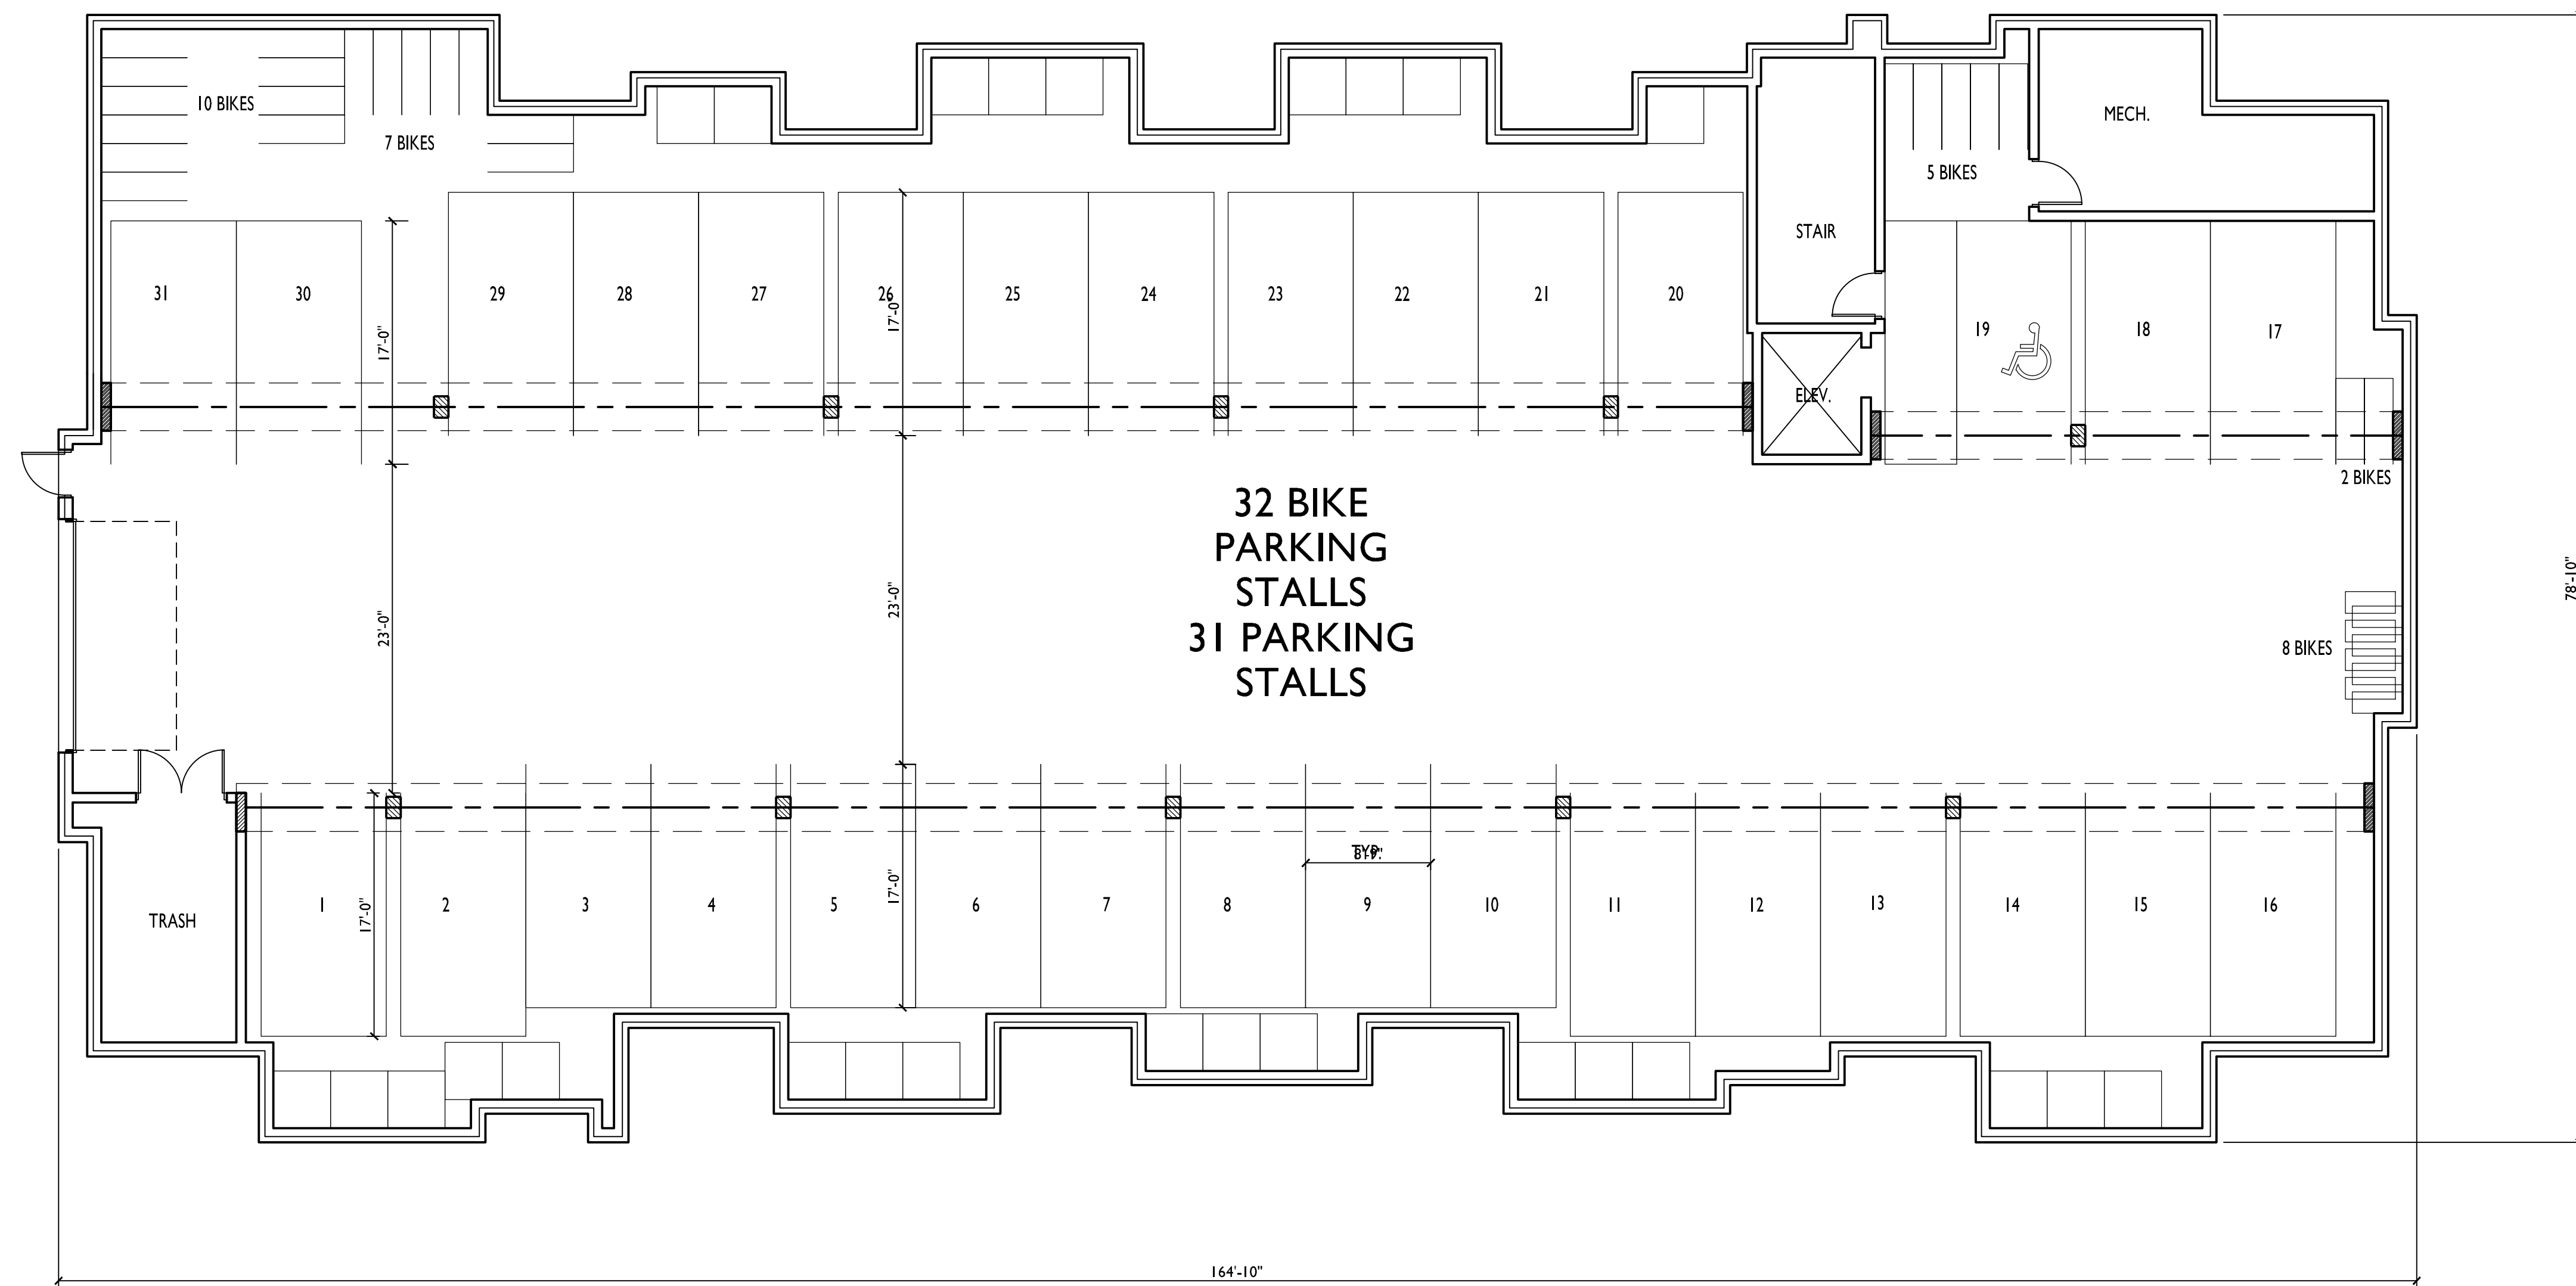 10 BIKES
7 BIKES
MECH.
5 BIKES
STAIR
31
30
29
28
27
26
25
24
23
22
21
20
19
18
17
17'-0"
17'-0"
ELEV.
2 BIKES
32 BIKE
PARKING
STALLS
31 PARKING
STALLS
23'-0"
23'-0"
8 BIKES
78'-10"
TYP.
8'-9"
TRASH
1
17'-0"
2
3
4
5
17'-0"
6
7
8
9
10
11
12
13
14
15
16
164'-10"